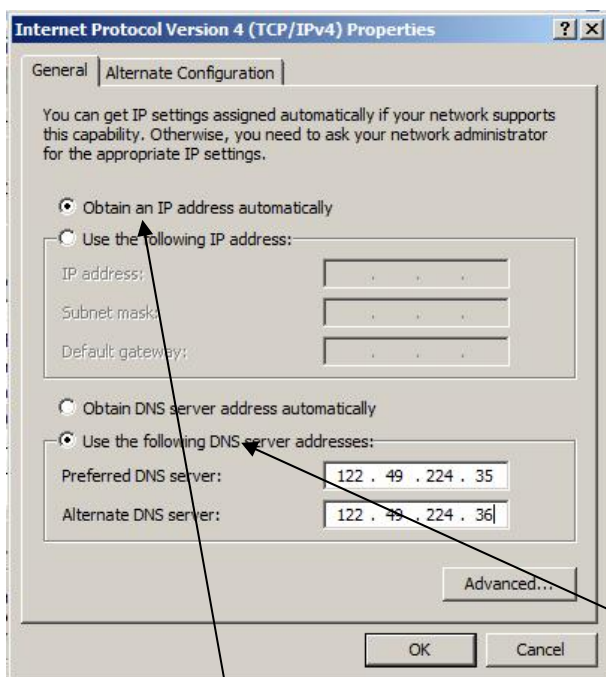 Internet Protocol Version 4 (TCP/IPv4) Properties
General
Alternate Configuration
You can get IP settings assigned automatically if your network supports
this capability. Otherwise, you need to ask your network administrator
for the appropriate IP settings.
Obtain an IP address automatically
Use the following IP address:
IP address:
Subnet mask:
Default gateway:
Obtain DNS server address automatically
Use the following DNS server addresses:
Preferred DNS server: 122 . 49 . 224 . 35
Alternate DNS server: 122 . 49 . 224 . 36
Advanced...
OK
Cancel